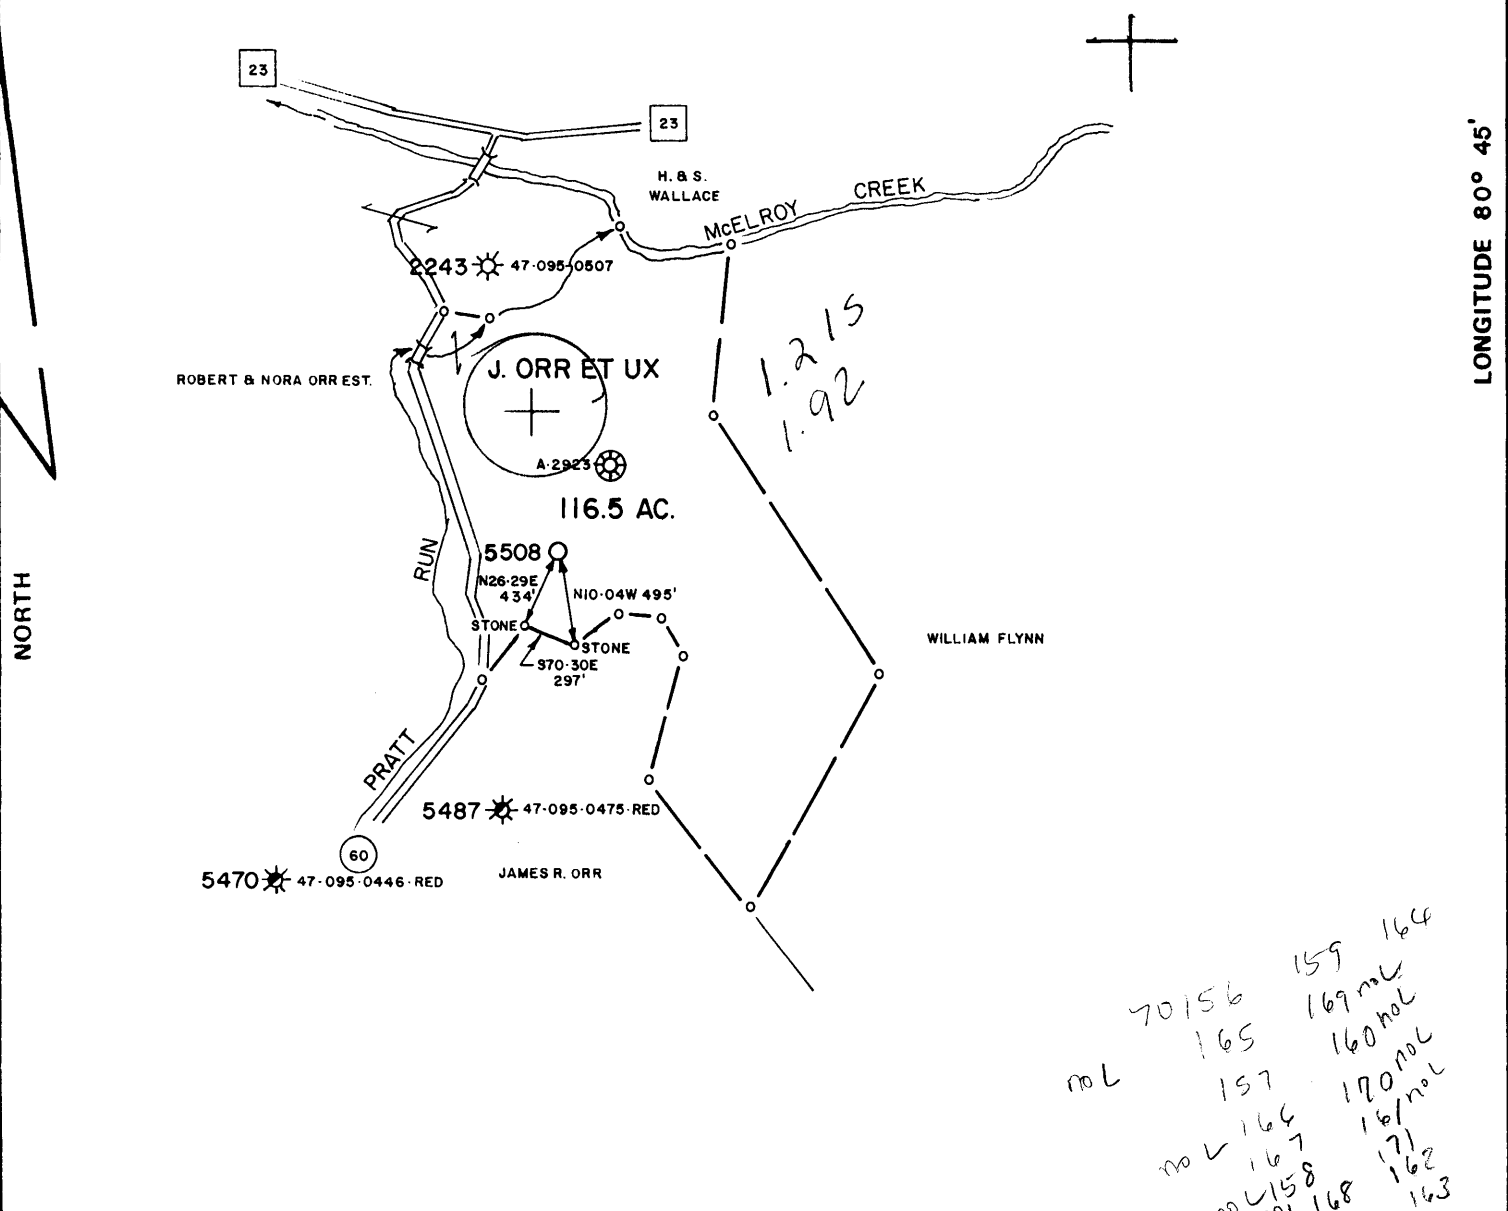 23
23
H. & S.
WALLACE
McELROY CREEK
LONGITUDE 80° 45'
2243 47-095-0507
1.215
1.92
J. ORR ET UX
ROBERT & NORA ORR EST.
A-2923
116.5 AC.
5508
N26-29E
434'
N10-04W 495'
STONE
STONE
S70-30E
297'
RUN
PRATT
NORTH
WILLIAM FLYNN
5487 47-095-0475-RED
60
5470 47-095-0446-RED
JAMES R. ORR
70156 159 164
165 169 no L
no L 157 160 no L
166 170 no L
no L 167 161 no L
158 171
168 162
163